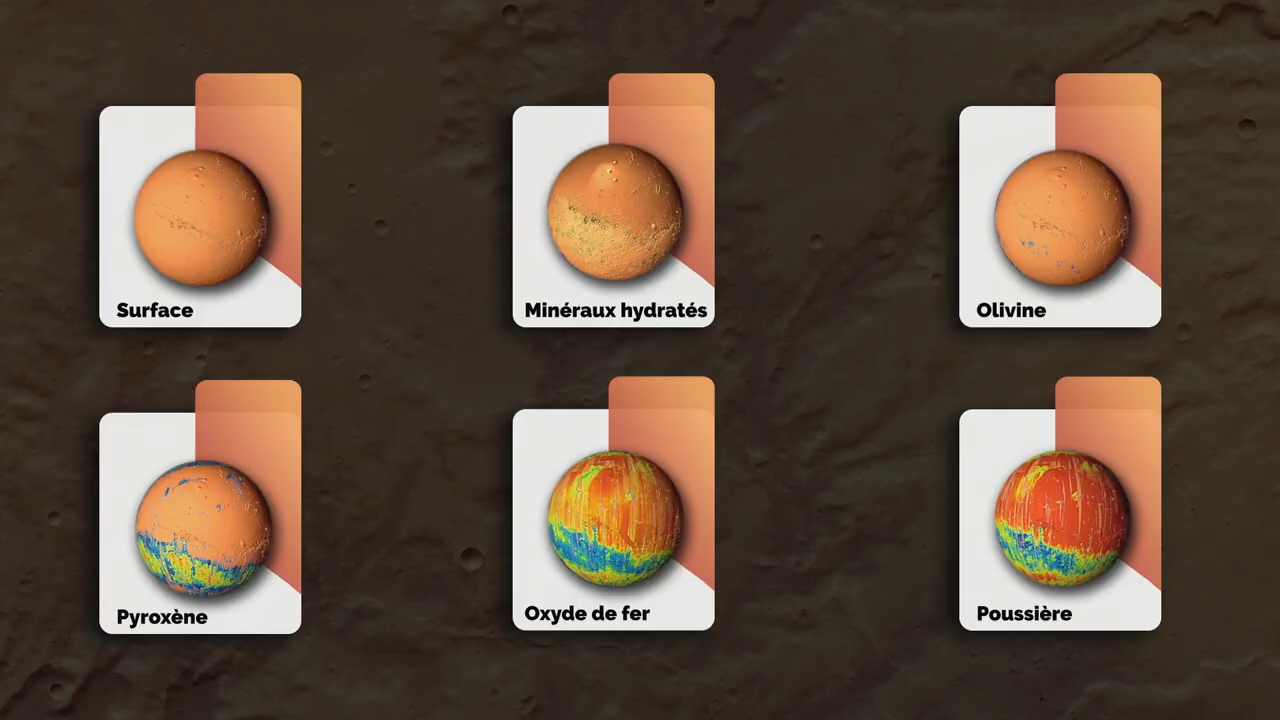 Surface
Minéraux hydratés
Olivine
Pyroxène
Oxyde de fer
Poussière